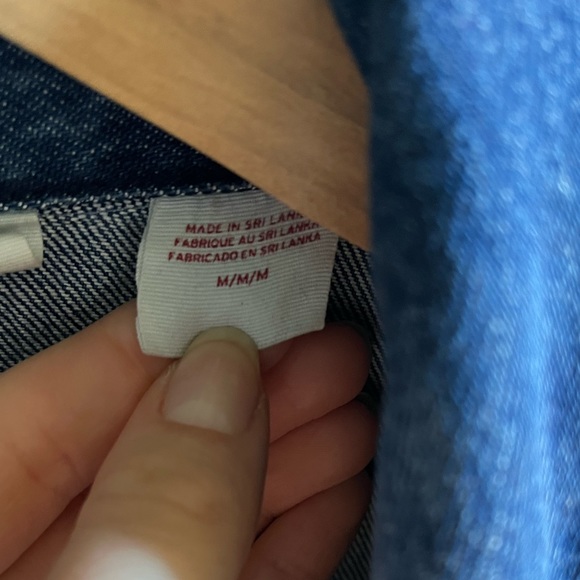 MADE IN SRI LANKA
FABRIQUE AU SRI LANKA
FABRICADO EN SRI LANKA
M/M/M